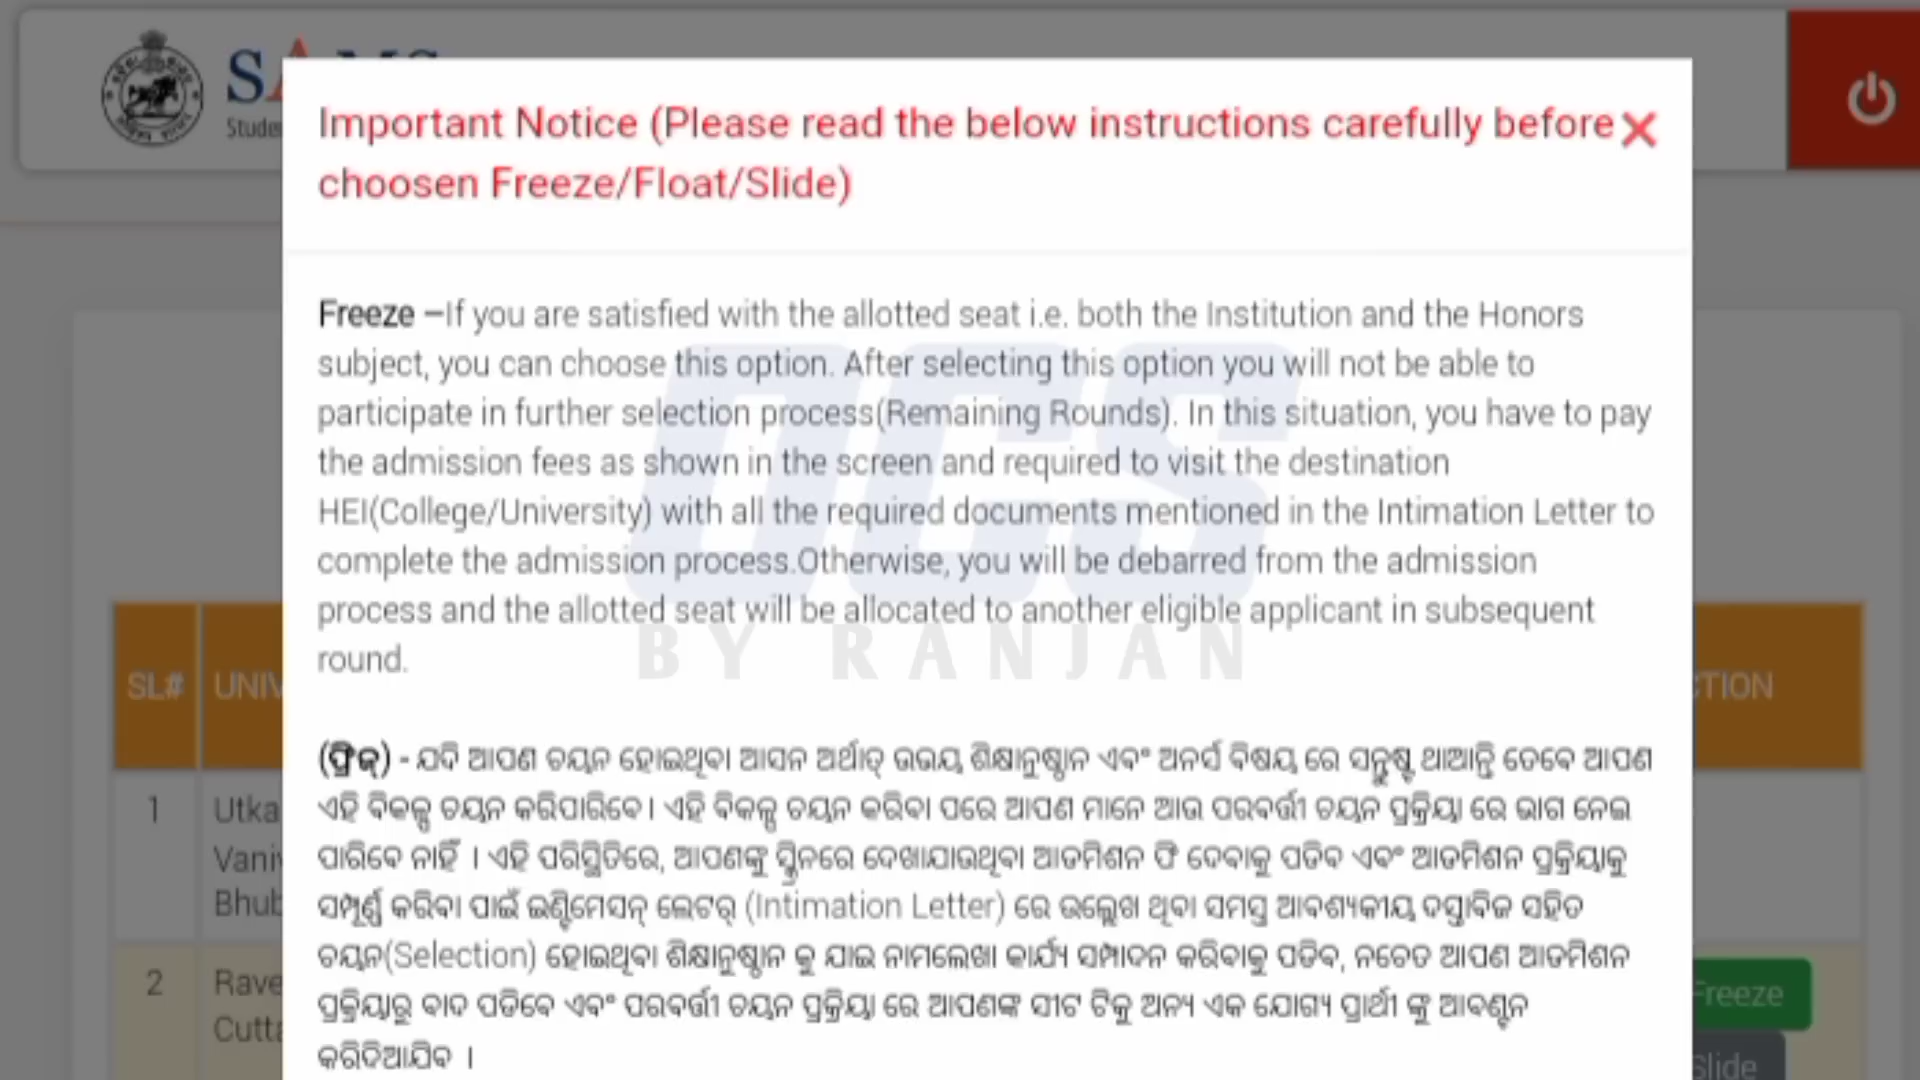 SAMS
Important Notice (Please read the below instructions carefully before
choosen Freeze/Float/Slide)
Freeze –If you are satisfied with the allotted seat i.e. both the Institution and the Honors
subject, you can choose this option. After selecting this option you will not be able to
participate in further selection process(Remaining Rounds). In this situation, you have to pay
the admission fees as shown in the screen and required to visit the destination
HEI(College/University) with all the required documents mentioned in the Intimation Letter to
complete the admission process.Otherwise, you will be debarred from the admission
process and the allotted seat will be allocated to another eligible applicant in subsequent
round.
OCS
BY RANJAN
(ଫ୍ରିଜ୍) - ଯଦି ଆପଣ ଚୟନ ହୋଇଥିବା ଆସନ ଅର୍ଥାତ୍ ଉଭୟ ଶିକ୍ଷାନୁଷ୍ଠାନ ଏବଂ ଅନର୍ସ ବିଷୟ ରେ ସନ୍ତୁଷ୍ଟ ଥାଆନ୍ତି ତେବେ ଆପଣ
ଏହି ବିକଳ୍ପ ଚୟନ କରିପାରିବେ। ଏହି ବିକଳ୍ପ ଚୟନ କରିବା ପରେ ଆପଣ ମାନେ ଆଉ ପରବର୍ତ୍ତୀ ଚୟନ ପ୍ରକ୍ରିୟା ରେ ଭାଗ ନେଇ
ପାରିବେ ନାହିଁ । ଏହି ପରିସ୍ଥିତିରେ, ଆପଣଙ୍କୁ ସ୍କ୍ରିନରେ ଦେଖାଯାଉଥିବା ଆଡମିଶନ ଫି ଦେବାକୁ ପଡିବ ଏବଂ ଆଡମିଶନ ପ୍ରକ୍ରିୟାକୁ
ସମ୍ପୂର୍ଣ୍ଣ କରିବା ପାଇଁ ଇଣ୍ଟିମେସନ୍ ଲେଟର୍ (Intimation Letter) ରେ ଉଲ୍ଲେଖ ଥିବା ସମସ୍ତ ଆବଶ୍ୟକୀୟ ଦସ୍ତାବିଜ ସହିତ
ଚୟନ(Selection) ହୋଇଥିବା ଶିକ୍ଷାନୁଷ୍ଠାନ କୁ ଯାଇ ନାମଲେଖା କାର୍ଯ୍ୟ ସମ୍ପାଦନ କରିବାକୁ ପଡିବ, ନଚେତ ଆପଣ ଆଡମିଶନ
ପ୍ରକ୍ରିୟାରୁ ବାଦ ପଡିବେ ଏବଂ ପରବର୍ତ୍ତୀ ଚୟନ ପ୍ରକ୍ରିୟା ରେ ଆପଣଙ୍କ ସୀଟ ଟିକୁ ଅନ୍ୟ ଏକ ଯୋଗ୍ୟ ପ୍ରାର୍ଥୀ ଙ୍କୁ ଆବଣ୍ଟନ
କରିଦିଆଯିବ ।
SL#
1
2
Freeze
Slide